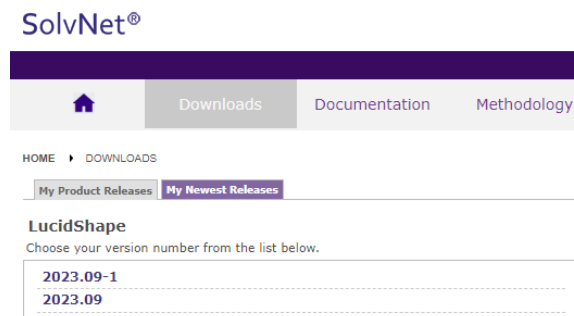 SolvNet®
Downloads Documentation Methodology
HOME DOWNLOADS
My Product Releases My Newest Releases
LucidShape
Choose your version number from the list below.
2023.09-1
2023.09